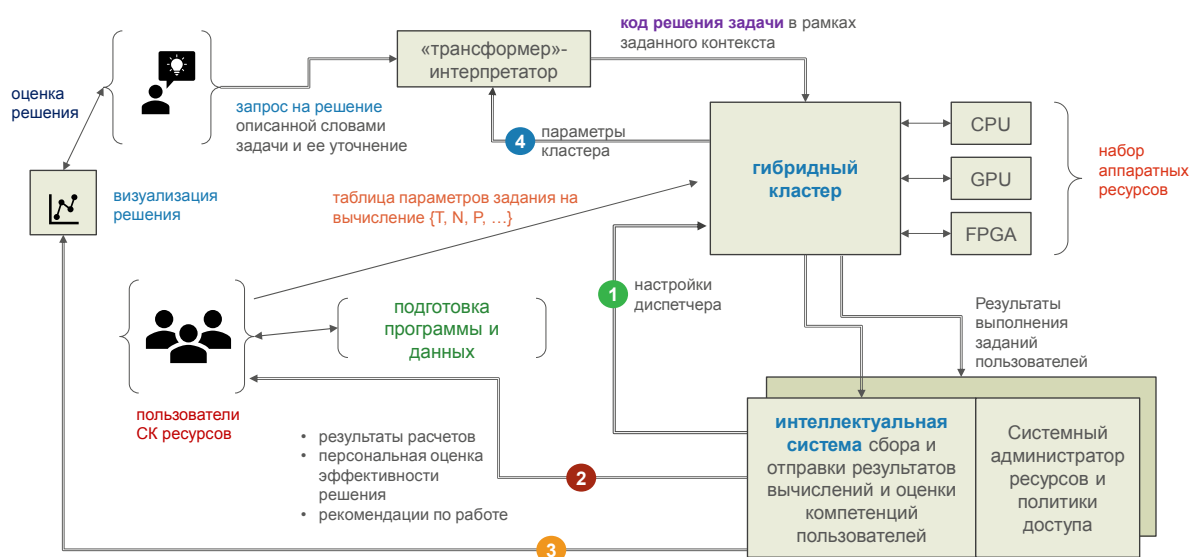 код решения задачи в рамках
заданного контекста
«трансформер»-
интерпретатор
оценка
решения
запрос на решение
описанной словами
задачи и ее уточнение
4
параметры
кластера
гибридный
кластер
CPU
GPU
FPGA
набор
аппаратных
ресурсов
визуализация
решения
таблица параметров задания на
вычисление {T, N, P, …}
1
настройки
диспетчера
подготовка
программы и
данных
Результаты
выполнения
заданий
пользователей
пользователи
СК ресурсов
• результаты расчетов
• персональная оценка
эффективности
решения
• рекомендации по работе
2
3
интеллектуальная
система сбора и
отправки результатов
вычислений и оценки
компетенций
пользователей
Системный
администратор
ресурсов и
политики
доступа